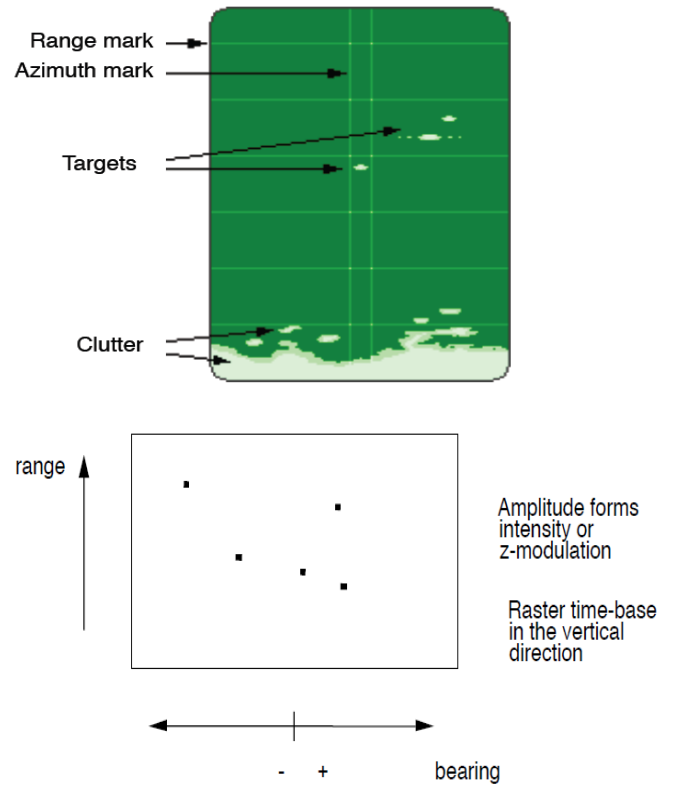 Range mark
Azimuth mark
Targets
Clutter
range
Amplitude forms
intensity or
z-modulation
Raster time-base
in the vertical
direction
- +
bearing